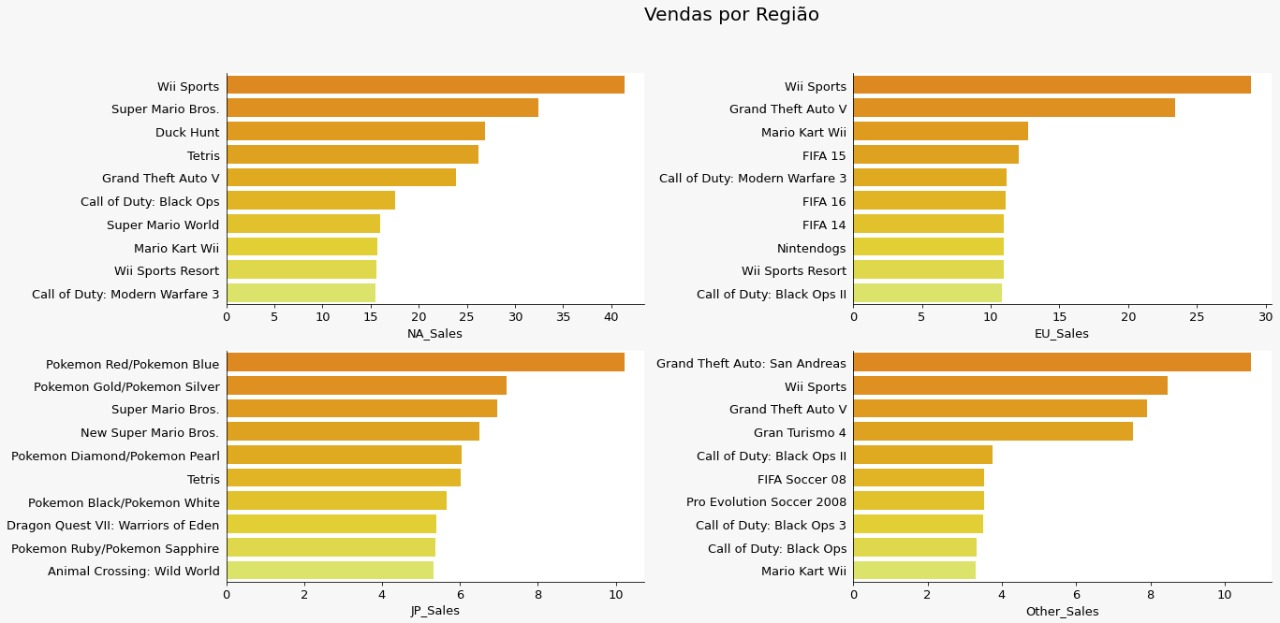 Vendas por Região
Wii Sports
Super Mario Bros.
Duck Hunt
Tetris
Grand Theft Auto V
Call of Duty: Black Ops
Super Mario World
Mario Kart Wii
Wii Sports Resort
Call of Duty: Modern Warfare 3
0 5 10 15 20 25 30 35 40
NA_Sales
Wii Sports
Grand Theft Auto V
Mario Kart Wii
FIFA 15
Call of Duty: Modern Warfare 3
FIFA 16
FIFA 14
Nintendogs
Wii Sports Resort
Call of Duty: Black Ops II
0 5 10 15 20 25 30
EU_Sales
Pokemon Red/Pokemon Blue
Pokemon Gold/Pokemon Silver
Super Mario Bros.
New Super Mario Bros.
Pokemon Diamond/Pokemon Pearl
Tetris
Pokemon Black/Pokemon White
Dragon Quest VII: Warriors of Eden
Pokemon Ruby/Pokemon Sapphire
Animal Crossing: Wild World
0 2 4 6 8 10
JP_Sales
Grand Theft Auto: San Andreas
Wii Sports
Grand Theft Auto V
Gran Turismo 4
Call of Duty: Black Ops II
FIFA Soccer 08
Pro Evolution Soccer 2008
Call of Duty: Black Ops 3
Call of Duty: Black Ops
Mario Kart Wii
0 2 4 6 8 10
Other_Sales